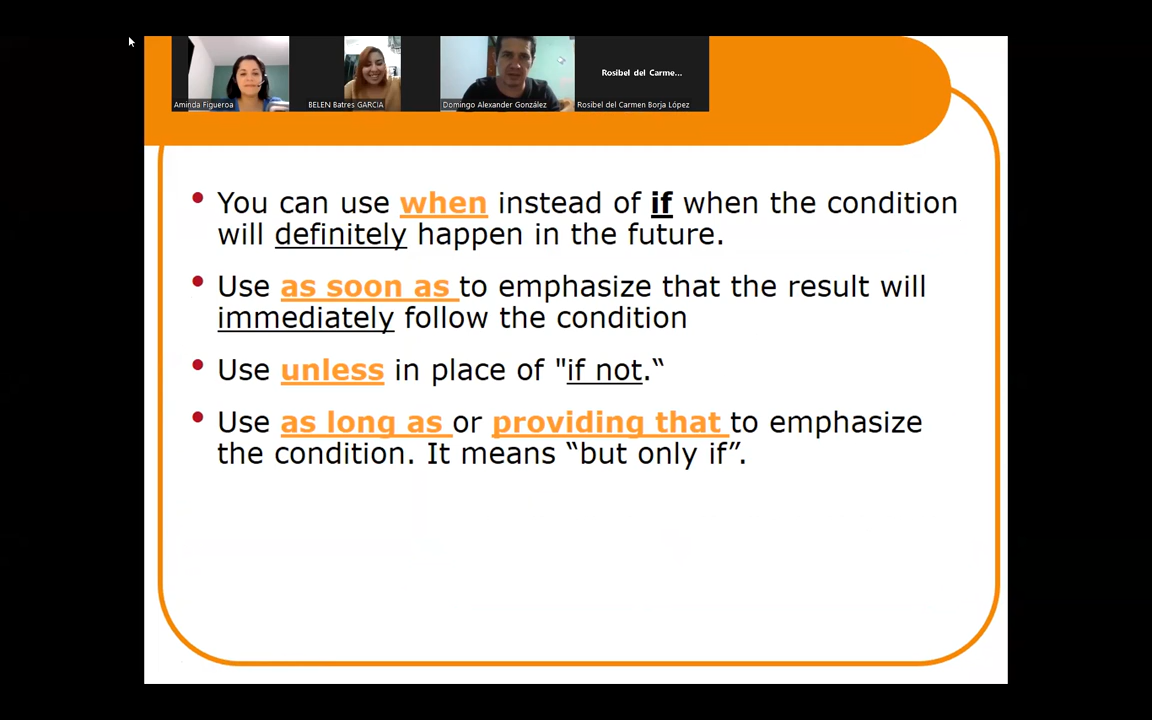 Rosibel del Carme...
Aminda Figueroa
BELEN Batres GARCIA
Domingo Alexander González
Rosibel del Carmen Borja López
• You can use when instead of if when the condition
will definitely happen in the future.
• Use as soon as to emphasize that the result will
immediately follow the condition
• Use unless in place of "if not.“
• Use as long as or providing that to emphasize
the condition. It means “but only if”.